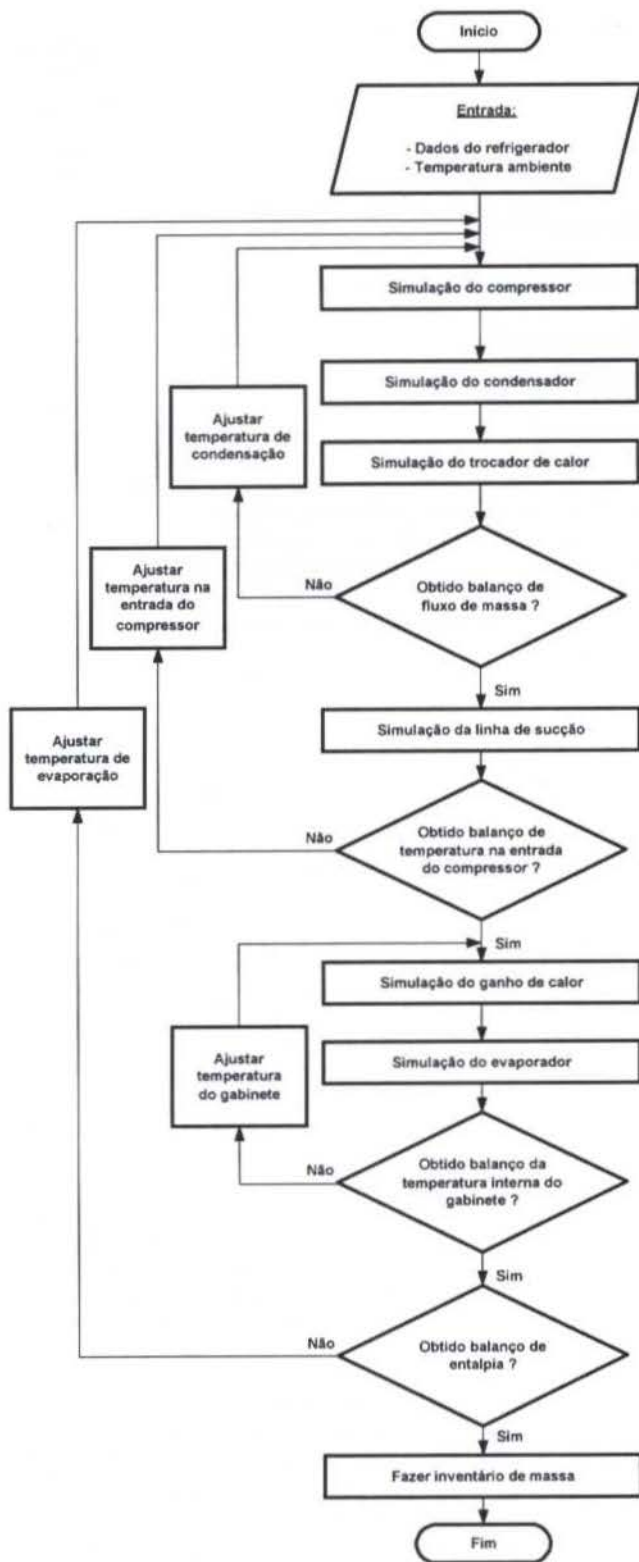 Início
Entrada:
- Dados do refrigerador
- Temperatura ambiente
Simulação do compressor
Simulação do condensador
Ajustar
temperatura de
condensação
Simulação do trocador de calor
Ajustar
temperatura na
entrada do
compressor
Não
Obtido balanço de
fluxo de massa ?
Sim
Ajustar
temperatura de
evaporação
Simulação da linha de sucção
Não
Obtido balanço de
temperatura na entrada
do compressor ?
Sim
Simulação do ganho de calor
Ajustar
temperatura
do gabinete
Simulação do evaporador
Não
Obtido balanço da
temperatura interna do
gabinete ?
Sim
Não
Obtido balanço de
entalpia ?
Sim
Fazer inventário de massa
Fim